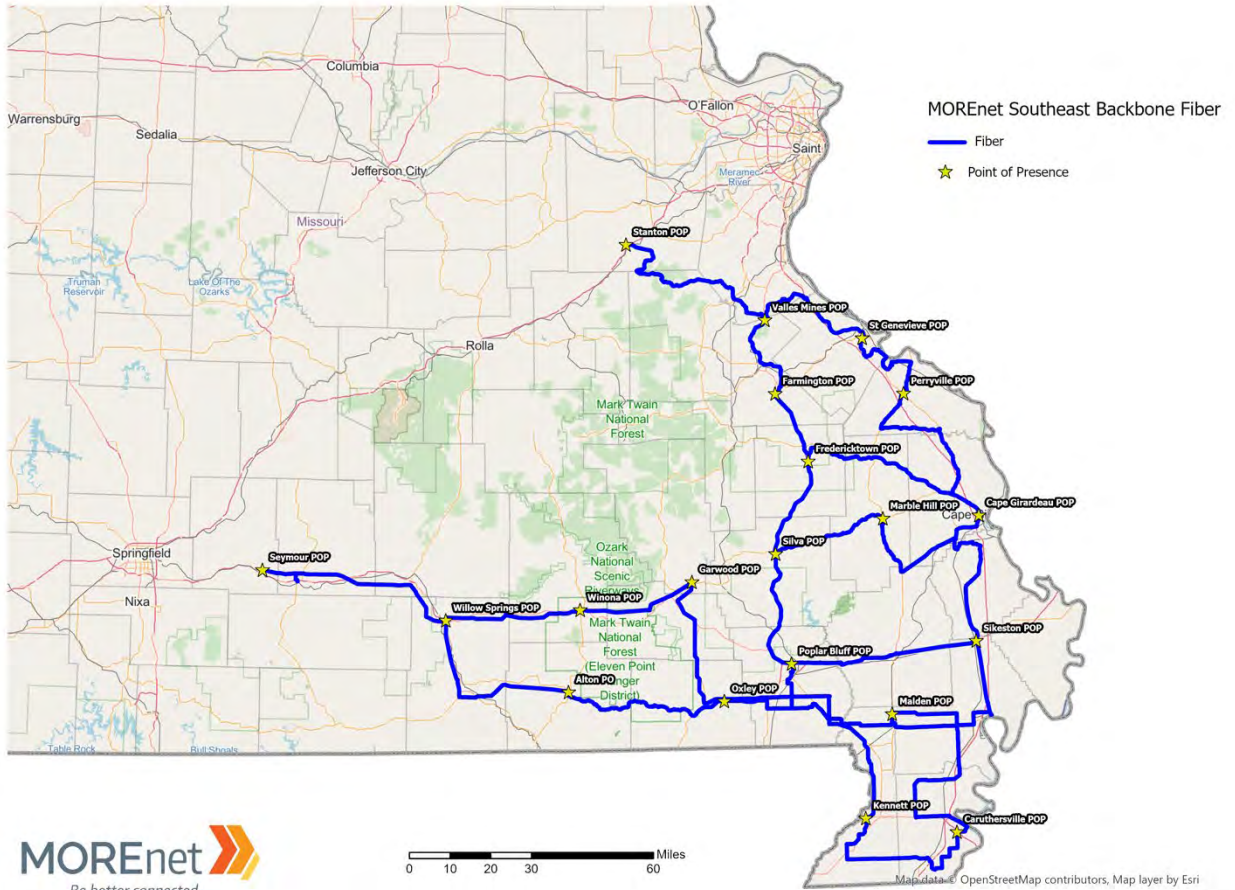 Columbia
O'Fallon
Warrensburg
Sedalia
Saint
Jefferson City
Meramec
River
Missouri
MOREnet Southeast Backbone Fiber
Fiber
Point of Presence
Stanton POP
Truman
Reservoir
Lake Of The
Ozarks
Valles Mines POP
St Genevieve POP
Rolla
Farmington POP
Perryville POP
Mark Twain
National
Forest
Fredericktown POP
Marble Hill POP
Cape Girardeau POP
Cape
Springfield
Seymour POP
Ozark
National
Scenic
Silva POP
Garwood POP
Nixa
Winona POP
Willow Springs POP
Mark Twain
National
Forest
(Eleven Point
District)
Sikeston POP
Poplar Bluff POP
Alton PO
Oxley POP
Malden POP
Table Rock
Bull Shoals
Kennett POP
Caruthersville POP
MOREnet
Be better connected
Miles
0 10 20 30 60
Map data © OpenStreetMap contributors, Map layer by Esri